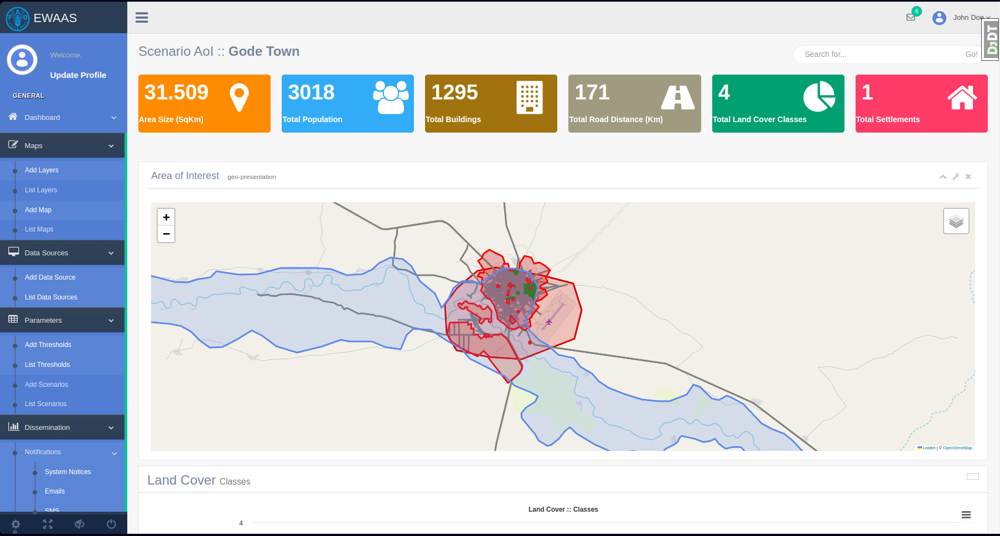 EWAAS
FAO
FIAT PANIS
Welcome,
Update Profile
GENERAL
Dashboard
Maps
Add Layers
List Layers
Add Map
List Maps
Data Sources
Add Data Source
List Data Sources
Parameters
Add Thresholds
List Thresholds
Add Scenarios
List Scenarios
Dissemination
Notifications
System Notices
Emails
SMS
6
John Doe
DjDT
Scenario AoI :: Gode Town
Search for...
Go!
31.509
Area Size (SqKm)
3018
Total Population
1295
Total Buildings
171
Total Road Distance (Km)
4
Total Land Cover Classes
1
Total Settlements
Area of Interest geo-presentation
+
−
Leaflet | © OpenStreetMap
Land Cover Classes
Land Cover :: Classes
4